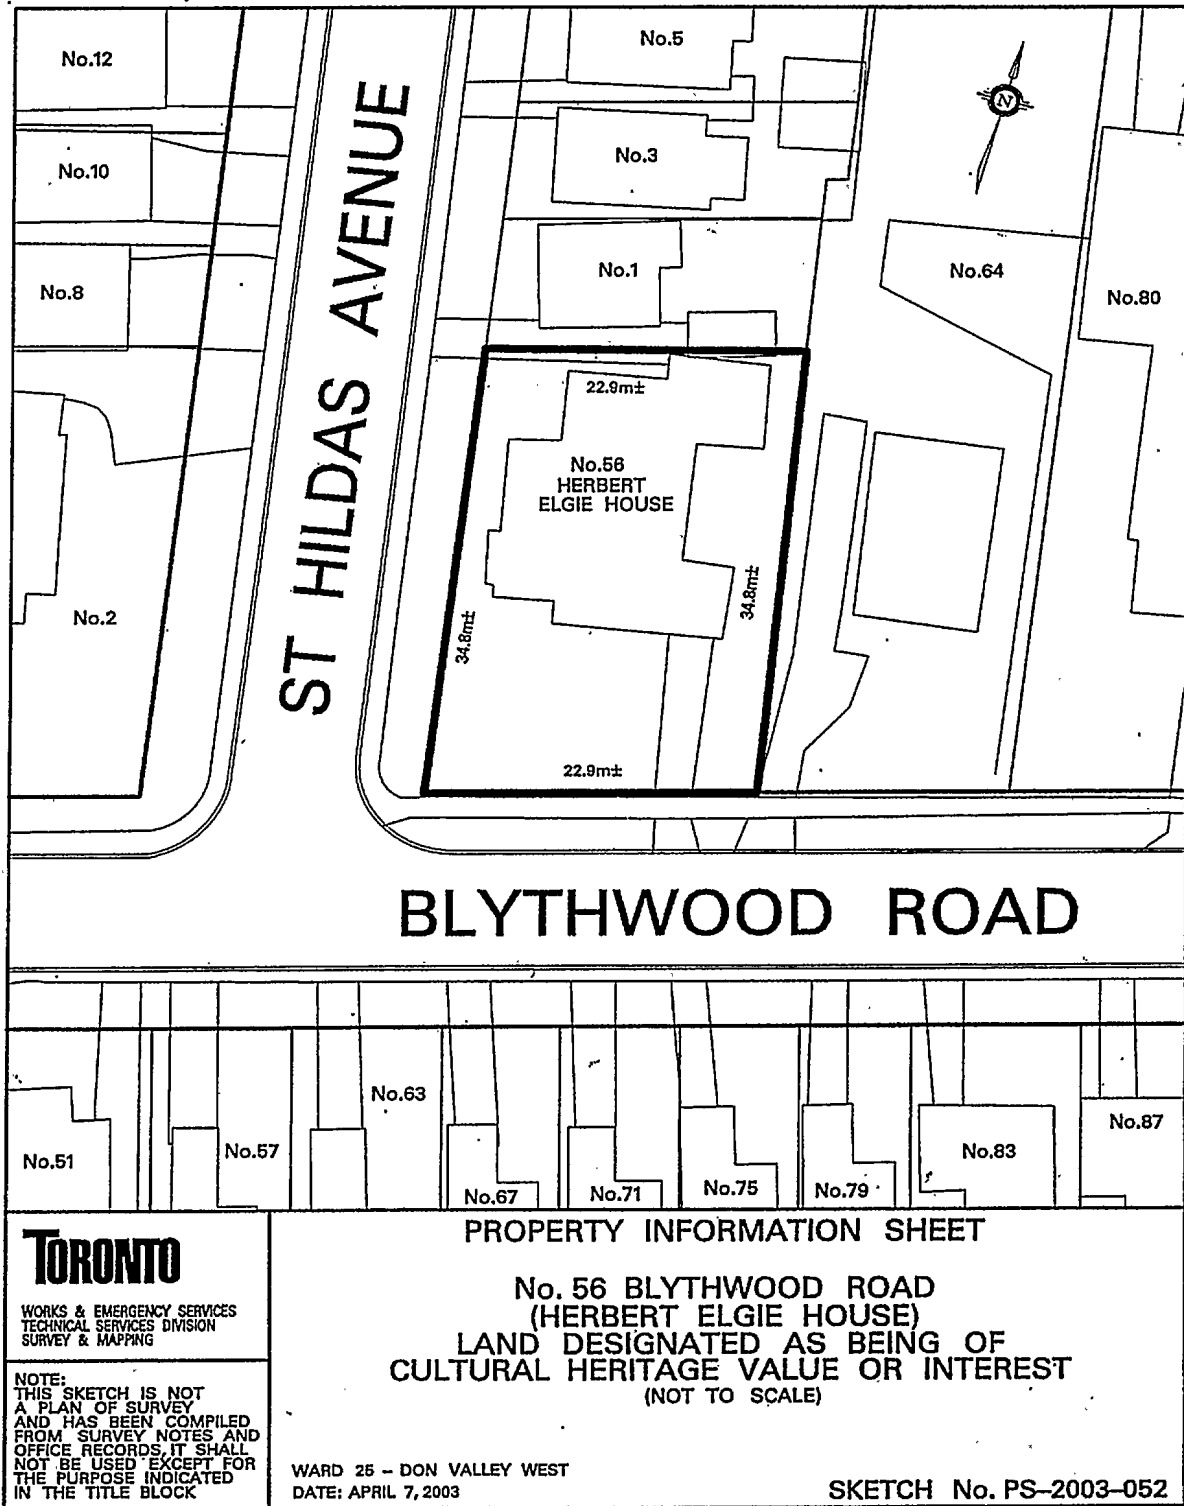 No.12
No.5
N
No.10
No.3
No.8
No.1
No.64
No.80
ST HILDAS AVENUE
22.9m±
No.56
HERBERT
ELGIE HOUSE
No.2
34.8m±
34.8m±
22.9m±
BLYTHWOOD ROAD
No.63
No.51
No.57
No.67
No.71
No.75
No.79
No.83
No.87
TORONTO
WORKS & EMERGENCY SERVICES
TECHNICAL SERVICES DIVISION
SURVEY & MAPPING
NOTE:
THIS SKETCH IS NOT
A PLAN OF SURVEY
AND HAS BEEN COMPILED
FROM SURVEY NOTES AND
OFFICE RECORDS, IT SHALL
NOT BE USED EXCEPT FOR
THE PURPOSE INDICATED
IN THE TITLE BLOCK
PROPERTY INFORMATION SHEET
No. 56 BLYTHWOOD ROAD
(HERBERT ELGIE HOUSE)
LAND DESIGNATED AS BEING OF
CULTURAL HERITAGE VALUE OR INTEREST
(NOT TO SCALE)
WARD 25 - DON VALLEY WEST
DATE: APRIL 7, 2003
SKETCH No. PS-2003-052